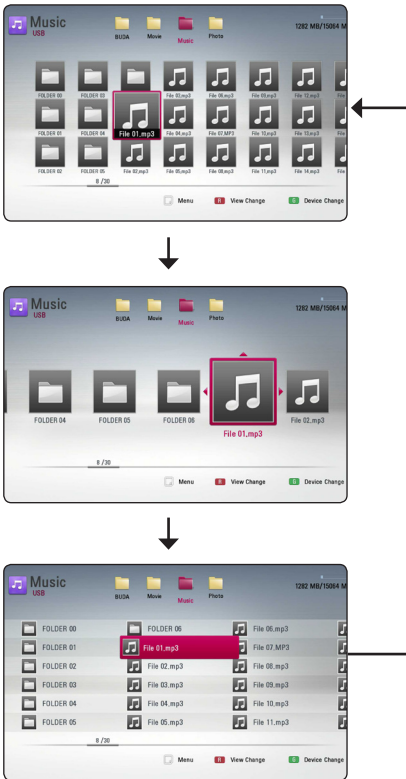 Music
USB
BUDA Movie Music Photo
1282 MB/15064 M
FOLDER 00 FOLDER 03 File 03,mp3 File 06,mp3 File 09,mp3 File 12,mp3 File
FOLDER 01 FOLDER 04 File 01,mp3 File 04,mp3 File 07,MP3 File 10,mp3 File 13,mp3 File
FOLDER 02 FOLDER 05 File 02,mp3 File 05,mp3 File 08,mp3 File 11,mp3 File 14,mp3 File
8 /30
Menu R View Change G Device Change
Music
USB
BUDA Movie Music Photo
1282 MB/15064 M
FOLDER 04 FOLDER 05 FOLDER 06 File 01,mp3 File 02,mp3
8 /30
Menu R View Change G Device Change
Music
USB
BUDA Movie Music Photo
1282 MB/15064 M
FOLDER 00 FOLDER 06 File 06,mp3
FOLDER 01 File 01,mp3 File 07,MP3
FOLDER 02 File 02,mp3 File 08,mp3
FOLDER 03 File 03,mp3 File 09,mp3
FOLDER 04 File 04,mp3 File 10,mp3
FOLDER 05 File 05,mp3 File 11,mp3
8 /30
Menu R View Change G Device Change